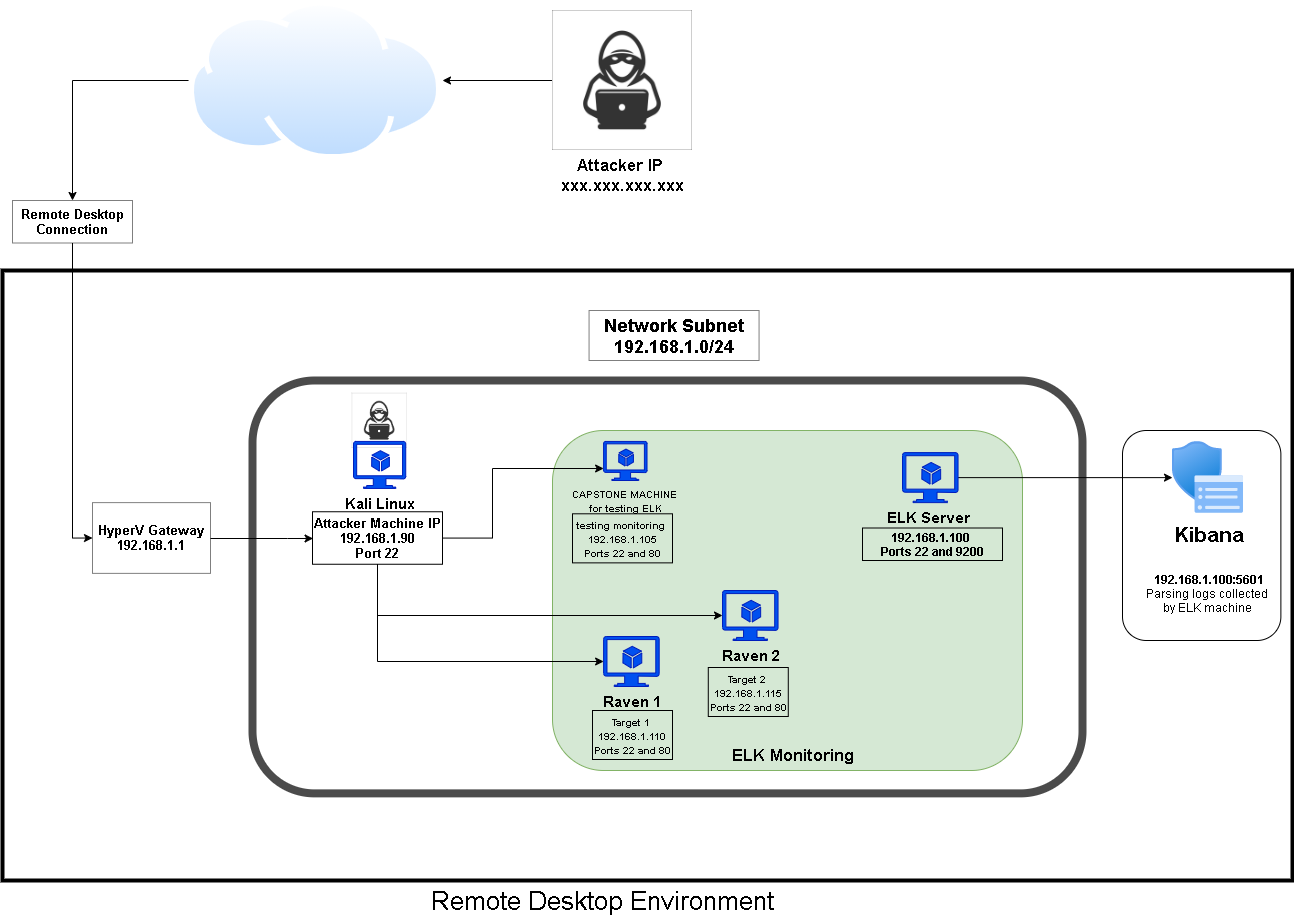 Attacker IP
xxx.xxx.xxx.xxx
Remote Desktop
Connection
Network Subnet
192.168.1.0/24
HyperV Gateway
192.168.1.1
Kali Linux
Attacker Machine IP
192.168.1.90
Port 22
CAPSTONE MACHINE
for testing ELK
testing monitoring
192.168.1.105
Ports 22 and 80
ELK Server
192.168.1.100
Ports 22 and 9200
Kibana
192.168.1.100:5601
Parsing logs collected
by ELK machine
Raven 2
Target 2
192.168.1.115
Ports 22 and 80
Raven 1
Target 1
192.168.1.110
Ports 22 and 80
ELK Monitoring
Remote Desktop Environment